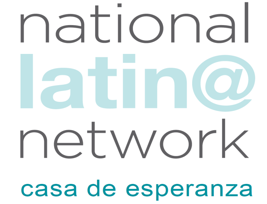 national
latin@
network
casa de esperanza